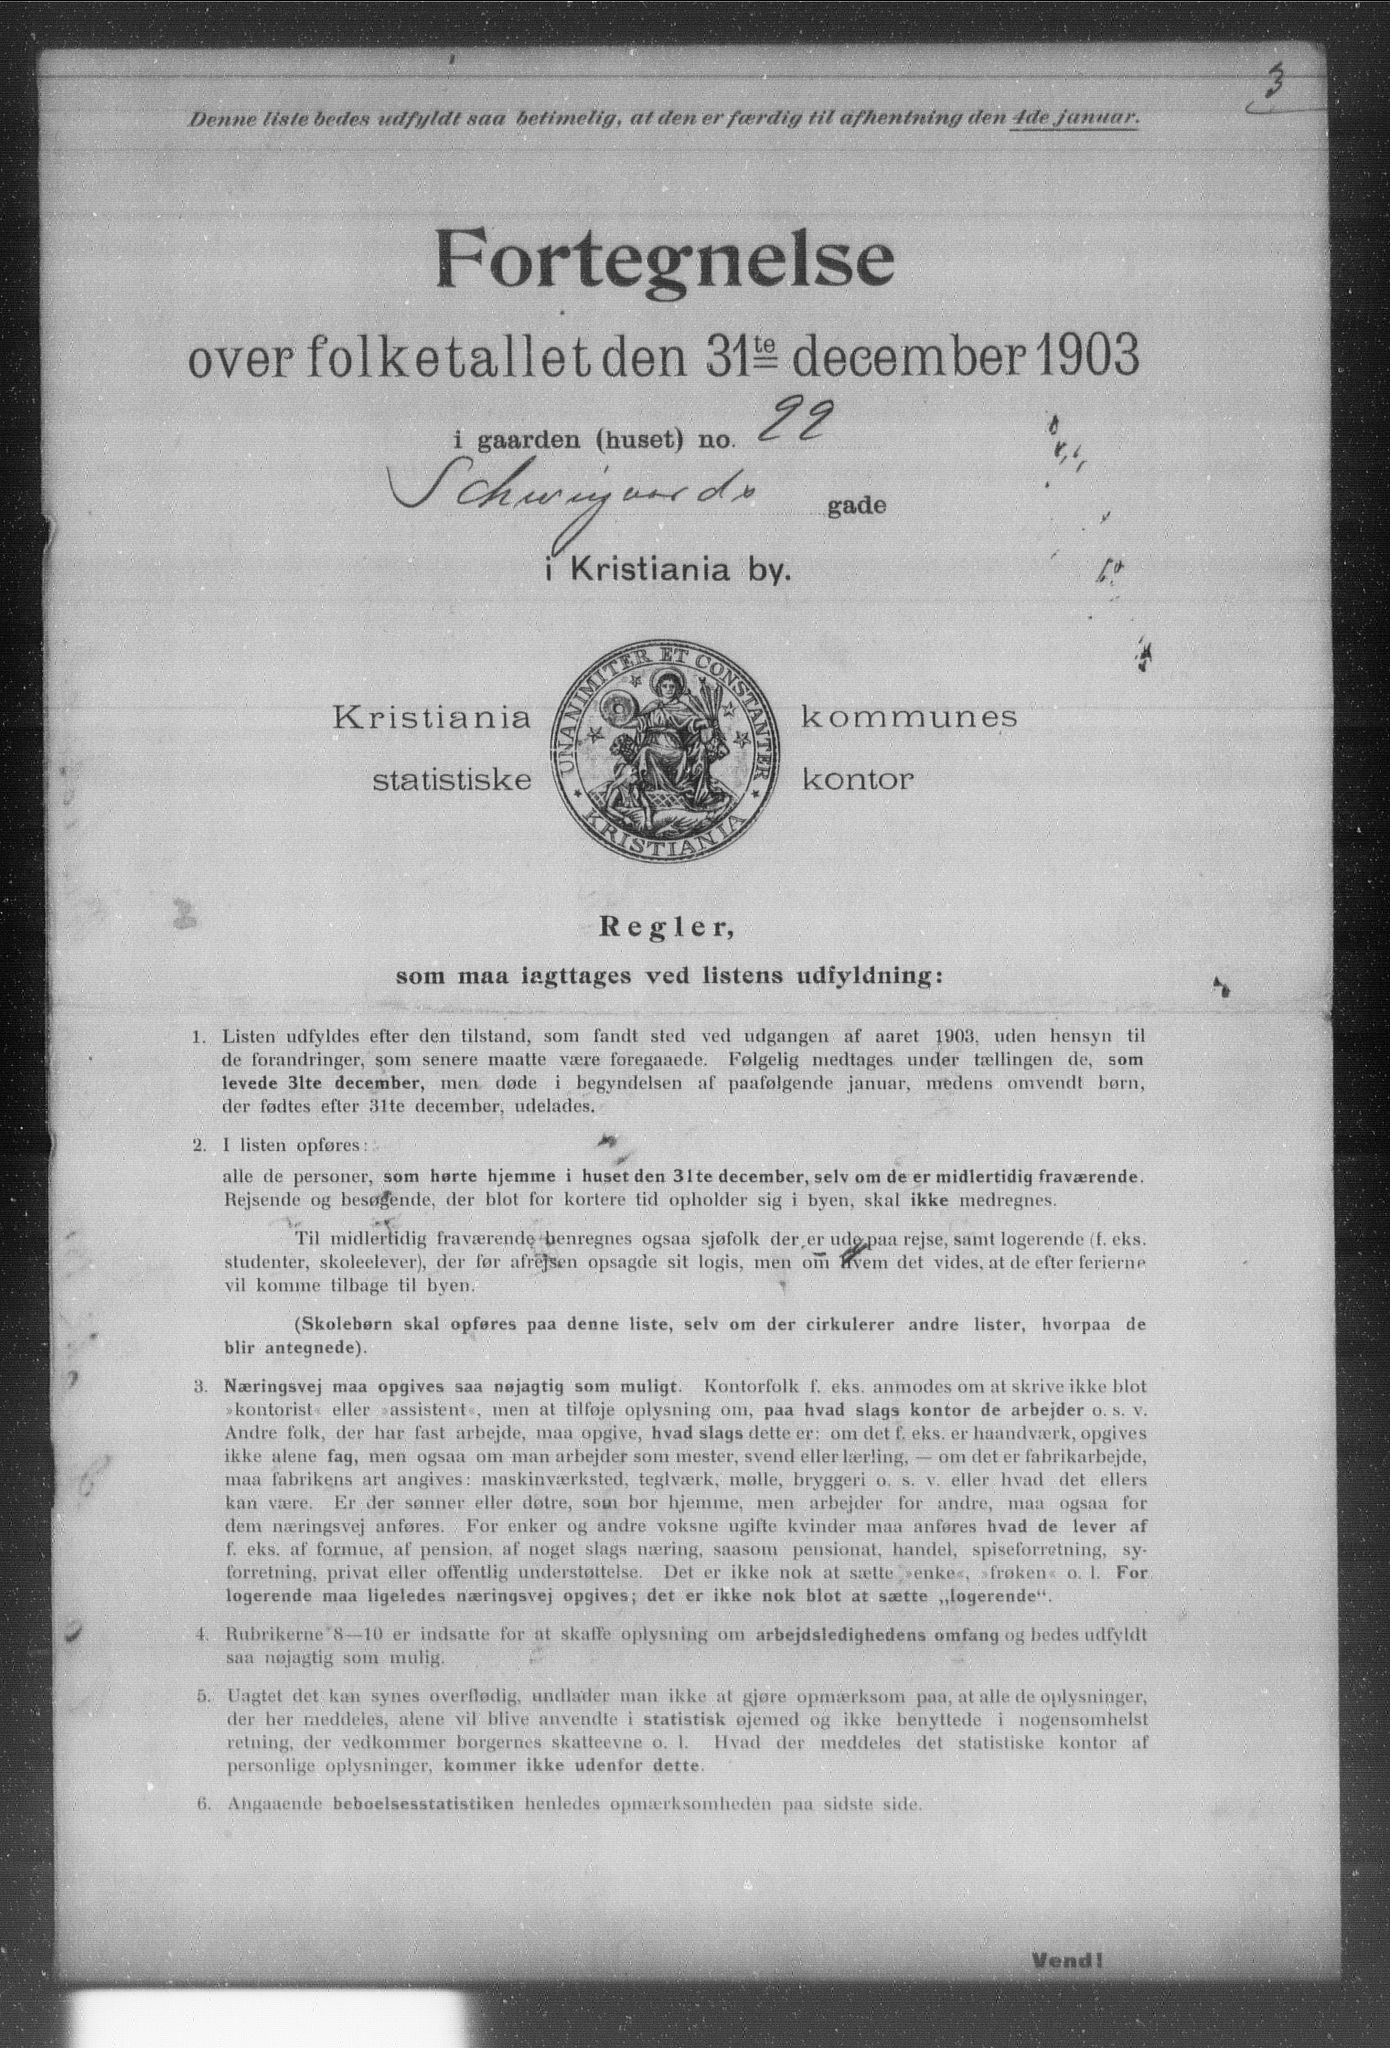 3
Denne liste bedes udfyldt saa betimelig, at den er færdig til afhentning den 4de januar.
Fortegnelse
over folketallet den 31te december 1903
i gaarden (huset) no. 22
Schweigaards gade
i Kristiania by.
Kristiania kommunes
statistiske kontor
UNANIMITER ET CONSTANTER
KRISTIANIA
Regler,
som maa iagttages ved listens udfyldning:
1. Listen udfyldes efter den tilstand, som fandt sted ved udgangen af aaret 1903, uden hensyn til
de forandringer, som senere maatte være foregaaede. Følgelig medtages under tællingen de, som
levede 31te december, men døde i begyndelsen af paafølgende januar, medens omvendt børn,
der fødtes efter 31te december, udelades.
2. I listen opføres:
alle de personer, som hørte hjemme i huset den 31te december, selv om de er midlertidig fraværende.
Rejsende og besøgende, der blot for kortere tid opholder sig i byen, skal ikke medregnes.
Til midlertidig fraværende henregnes ogsaa sjøfolk der er ude paa rejse, samt logerende (f. eks.
studenter, skoleelever), der før afrejsen opsagde sit logis, men om hvem det vides, at de efter ferierne
vil komme tilbage til byen.
(Skolebørn skal opføres paa denne liste, selv om der cirkulerer andre lister, hvorpaa de
blir antegnede).
3. Næringsvej maa opgives saa nøjagtig som muligt. Kontorfolk f. eks. anmodes om at skrive ikke blot
»kontorist« eller »assistent«, men at tilføje oplysning om, paa hvad slags kontor de arbejder o. s. v.
Andre folk, der har fast arbejde, maa opgive, hvad slags dette er: om det f. eks. er haandværk, opgives
ikke alene fag, men ogsaa om man arbejder som mester, svend eller lærling, — om det er fabrikarbejde,
maa fabrikens art angives: maskinværksted, teglværk, mølle, bryggeri o. s. v. eller hvad det ellers
kan være. Er der sønner eller døtre, som bor hjemme, men arbejder for andre, maa ogsaa for
dem næringsvej anføres. For enker og andre voksne ugifte kvinder maa anføres hvad de lever af
f. eks. af formue, af pension, af noget slags næring, saasom pensionat, handel, spiseforretning, sy-
forretning, privat eller offentlig understøttelse. Det er ikke nok at sætte »enke«, »frøken« o. l. For
logerende maa ligeledes næringsvej opgives; det er ikke nok blot at sætte „logerende“.
4. Rubrikerne 8—10 er indsatte for at skaffe oplysning om arbejdsledighedens omfang og bedes udfyldt
saa nøjagtig som mulig.
5. Uagtet det kan synes overflødig, undlader man ikke at gjøre opmærksom paa, at alle de oplysninger,
der her meddeles, alene vil blive anvendte i statistisk øjemed og ikke benyttede i nogensomhelst
retning, der vedkommer borgernes skatteevne o. l. Hvad der meddeles det statistiske kontor af
personlige oplysninger, kommer ikke udenfor dette.
6. Angaaende beboelsesstatistiken henledes opmærksomheden paa sidste side.
Vend!